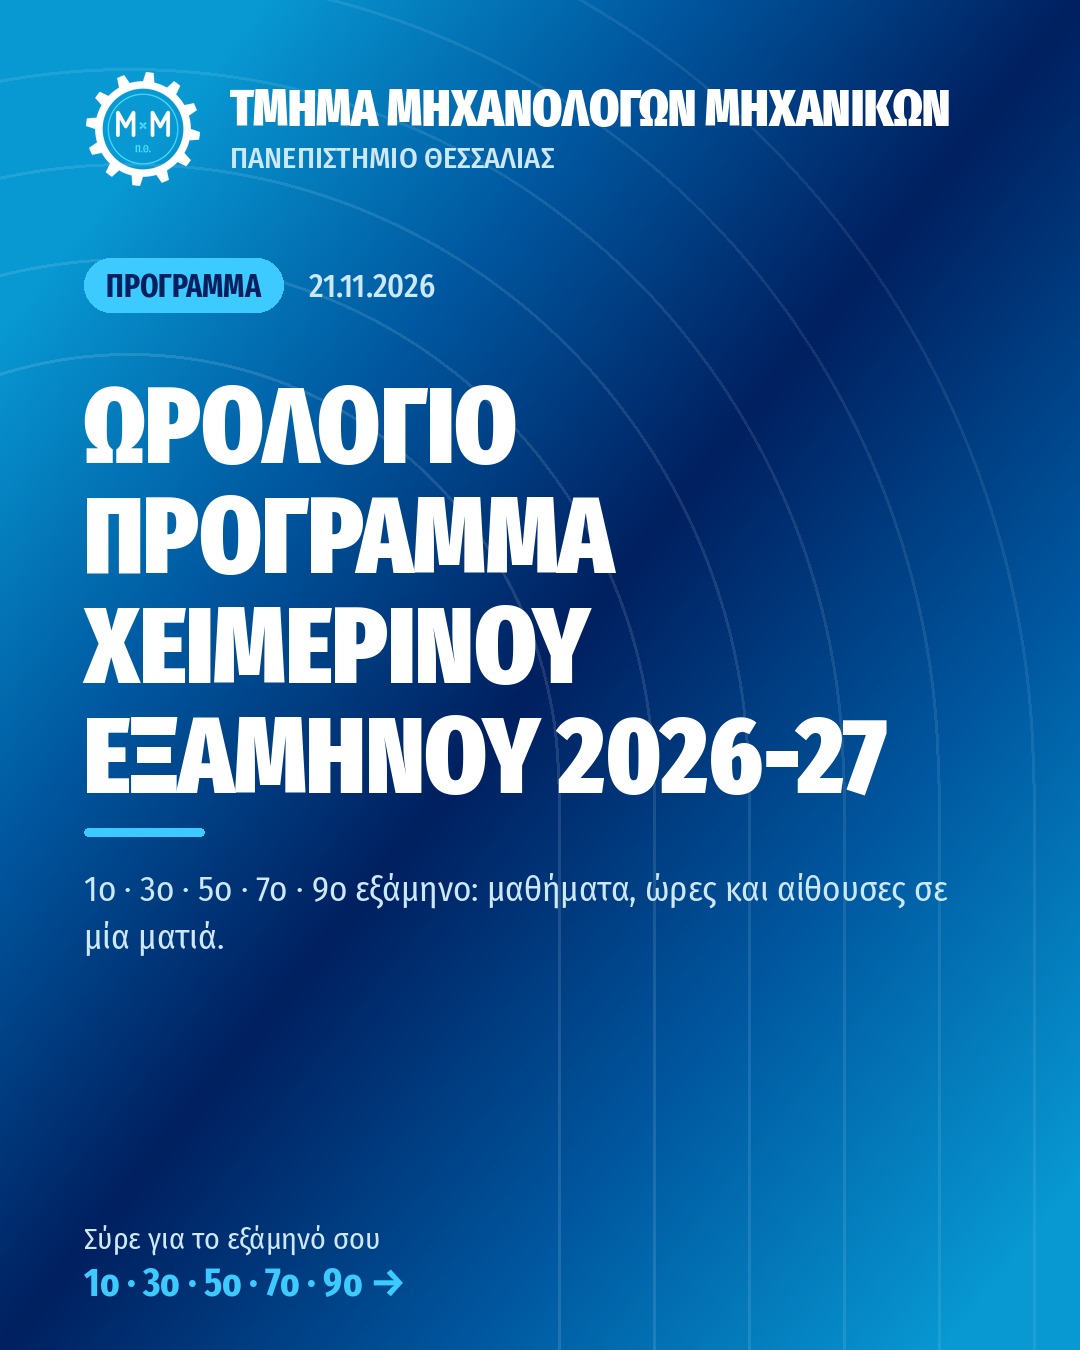 M×M
Π.Θ.
ΤΜΗΜΑ ΜΗΧΑΝΟΛΟΓΩΝ ΜΗΧΑΝΙΚΩΝ
ΠΑΝΕΠΙΣΤΗΜΙΟ ΘΕΣΣΑΛΙΑΣ
ΠΡΟΓΡΑΜΜΑ 21.11.2026
ΩΡΟΛΟΓΙΟ
ΠΡΟΓΡΑΜΜΑ
ΧΕΙΜΕΡΙΝΟΥ
ΕΞΑΜΗΝΟΥ 2026-27
1ο · 3ο · 5ο · 7ο · 9ο εξάμηνο: μαθήματα, ώρες και αίθουσες σε
μία ματιά.
Σύρε για το εξάμηνό σου
1ο · 3ο · 5ο · 7ο · 9ο →